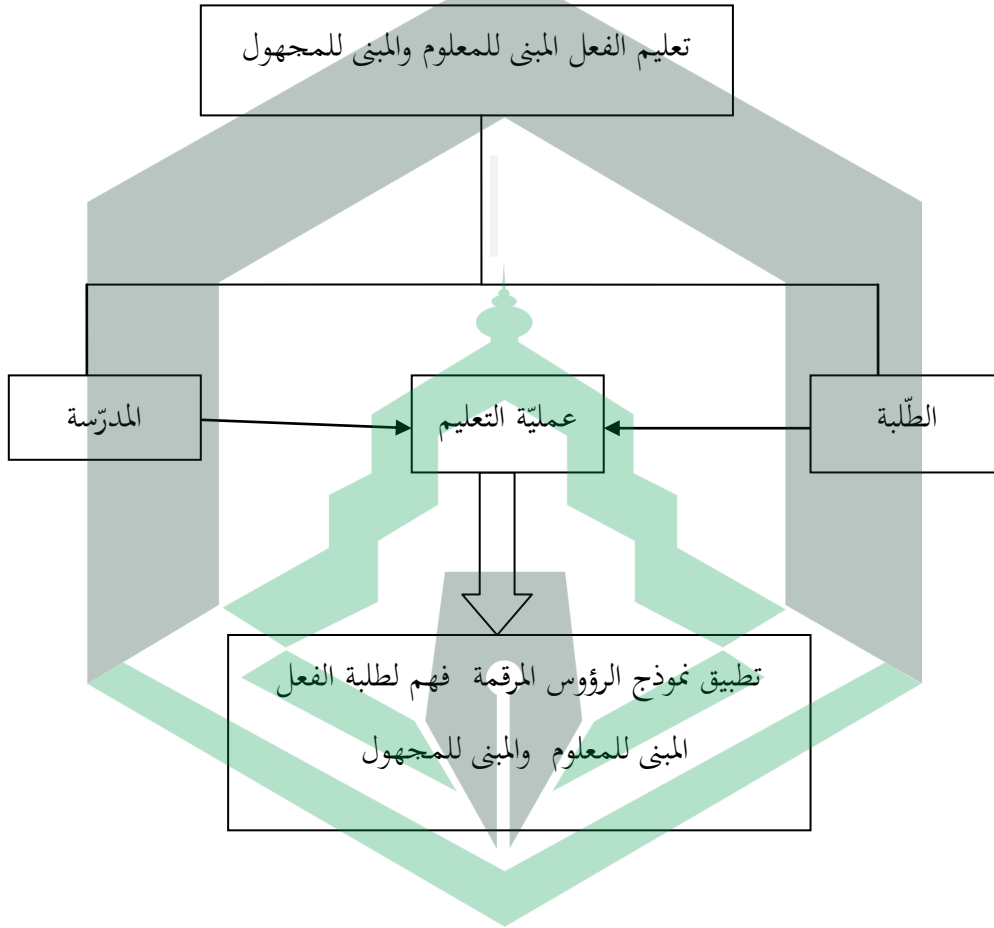 تعليم الفعل المبنى للمعلوم والمبنى للمجهول
الطّلبة
عمليّة التعليم
المدرّسة
تطبيق نموذج الرؤوس المرقمة فهم لطلبة الفعل
المبنى للمعلوم والمبنى للمجهول